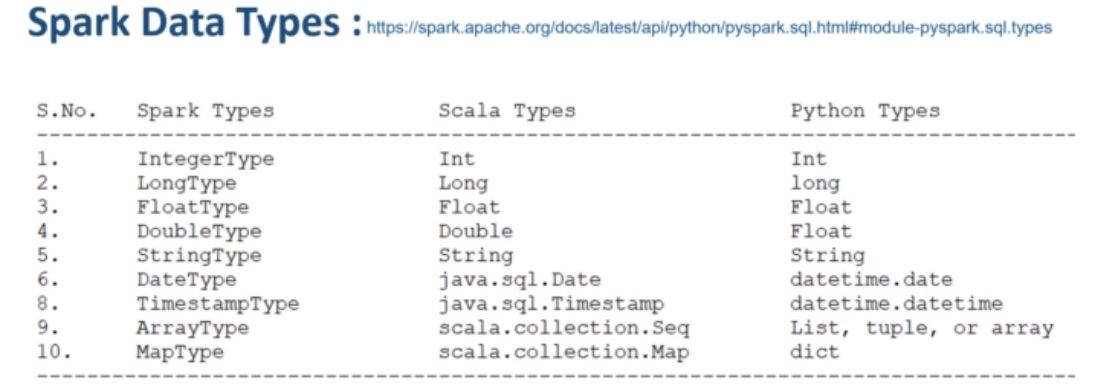 Spark Data Types : https://spark.apache.org/docs/latest/api/python/pyspark.sql.html#module-pyspark.sql.types
S.No. Spark Types Scala Types Python Types
1. IntegerType Int Int
2. LongType Long long
3. FloatType Float Float
4. DoubleType Double Float
5. StringType String String
6. DateType java.sql.Date datetime.date
8. TimestampType java.sql.Timestamp datetime.datetime
9. ArrayType scala.collection.Seq List, tuple, or array
10. MapType scala.collection.Map dict